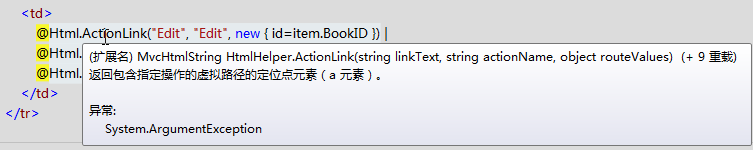 <td>
@Html.ActionLink("Edit", "Edit", new { id=item.BookID }) |
@Html.
@Html.
</td>
</tr>
(扩展名) MvcHtmlString HtmlHelper.ActionLink(string linkText, string actionName, object routeValues)  (+ 9 重载)
返回包含指定操作的虚拟路径的定位点元素（a 元素）。
异常:
System.ArgumentException